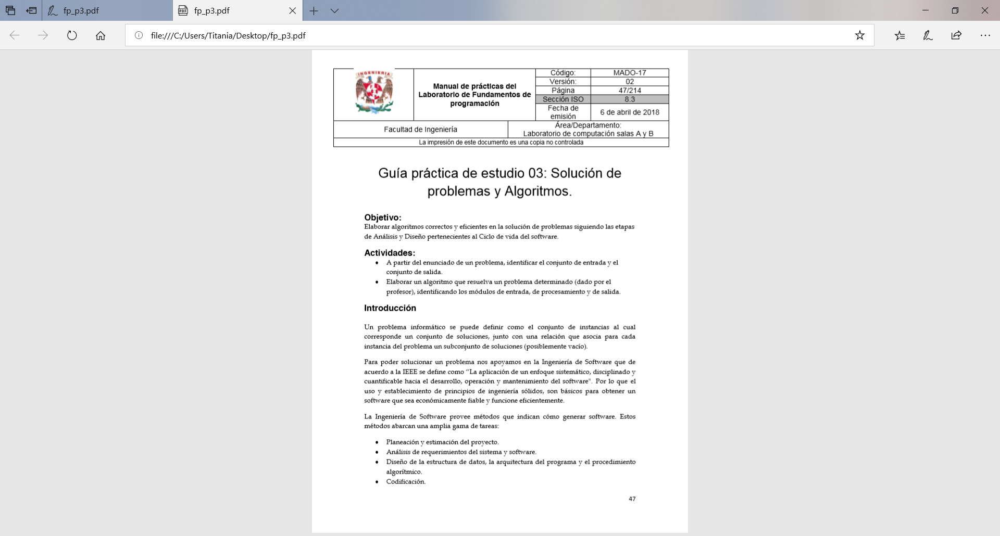 fp_p3.pdf
fp_p3.pdf
file:///C:/Users/Titania/Desktop/fp_p3.pdf
INGENIERIA
Manual de prácticas del
Laboratorio de Fundamentos de
programación
Código: MADO-17
Versión: 02
Página 47/214
Sección ISO 8.3
Fecha de
emisión
6 de abril de 2018
Facultad de Ingeniería
Área/Departamento:
Laboratorio de computación salas A y B
La impresión de este documento es una copia no controlada
Guía práctica de estudio 03: Solución de
problemas y Algoritmos.
Objetivo:
Elaborar algoritmos correctos y eficientes en la solución de problemas siguiendo las etapas
de Análisis y Diseño pertenecientes al Ciclo de vida del software.
Actividades:
• A partir del enunciado de un problema, identificar el conjunto de entrada y el
conjunto de salida.
• Elaborar un algoritmo que resuelva un problema determinado (dado por el
profesor), identificando los módulos de entrada, de procesamiento y de salida.
Introducción
Un problema informático se puede definir como el conjunto de instancias al cual
corresponde un conjunto de soluciones, junto con una relación que asocia para cada
instancia del problema un subconjunto de soluciones (posiblemente vacío).
Para poder solucionar un problema nos apoyamos en la Ingeniería de Software que de
acuerdo a la IEEE se define como “La aplicación de un enfoque sistemático, disciplinado y
cuantificable hacia el desarrollo, operación y mantenimiento del software". Por lo que el
uso y establecimiento de principios de ingeniería sólidos, son básicos para obtener un
software que sea económicamente fiable y funcione eficientemente.
La Ingeniería de Software provee métodos que indican cómo generar software. Estos
métodos abarcan una amplia gama de tareas:
• Planeación y estimación del proyecto.
• Análisis de requerimientos del sistema y software.
• Diseño de la estructura de datos, la arquitectura del programa y el procedimiento
algorítmico.
• Codificación.
47